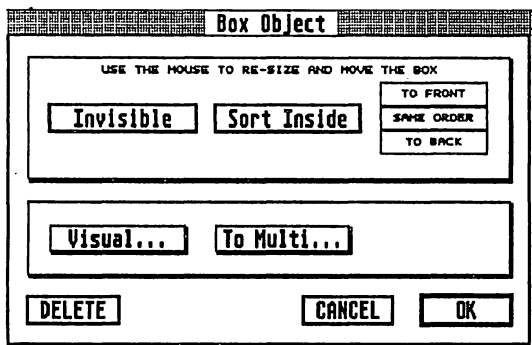 Box Object
USE THE MOUSE TO RE-SIZE AND MOVE THE BOX
Invisible
Sort Inside
TO FRONT
SAME ORDER
TO BACK
Visual...
To Multi...
DELETE
CANCEL
OK